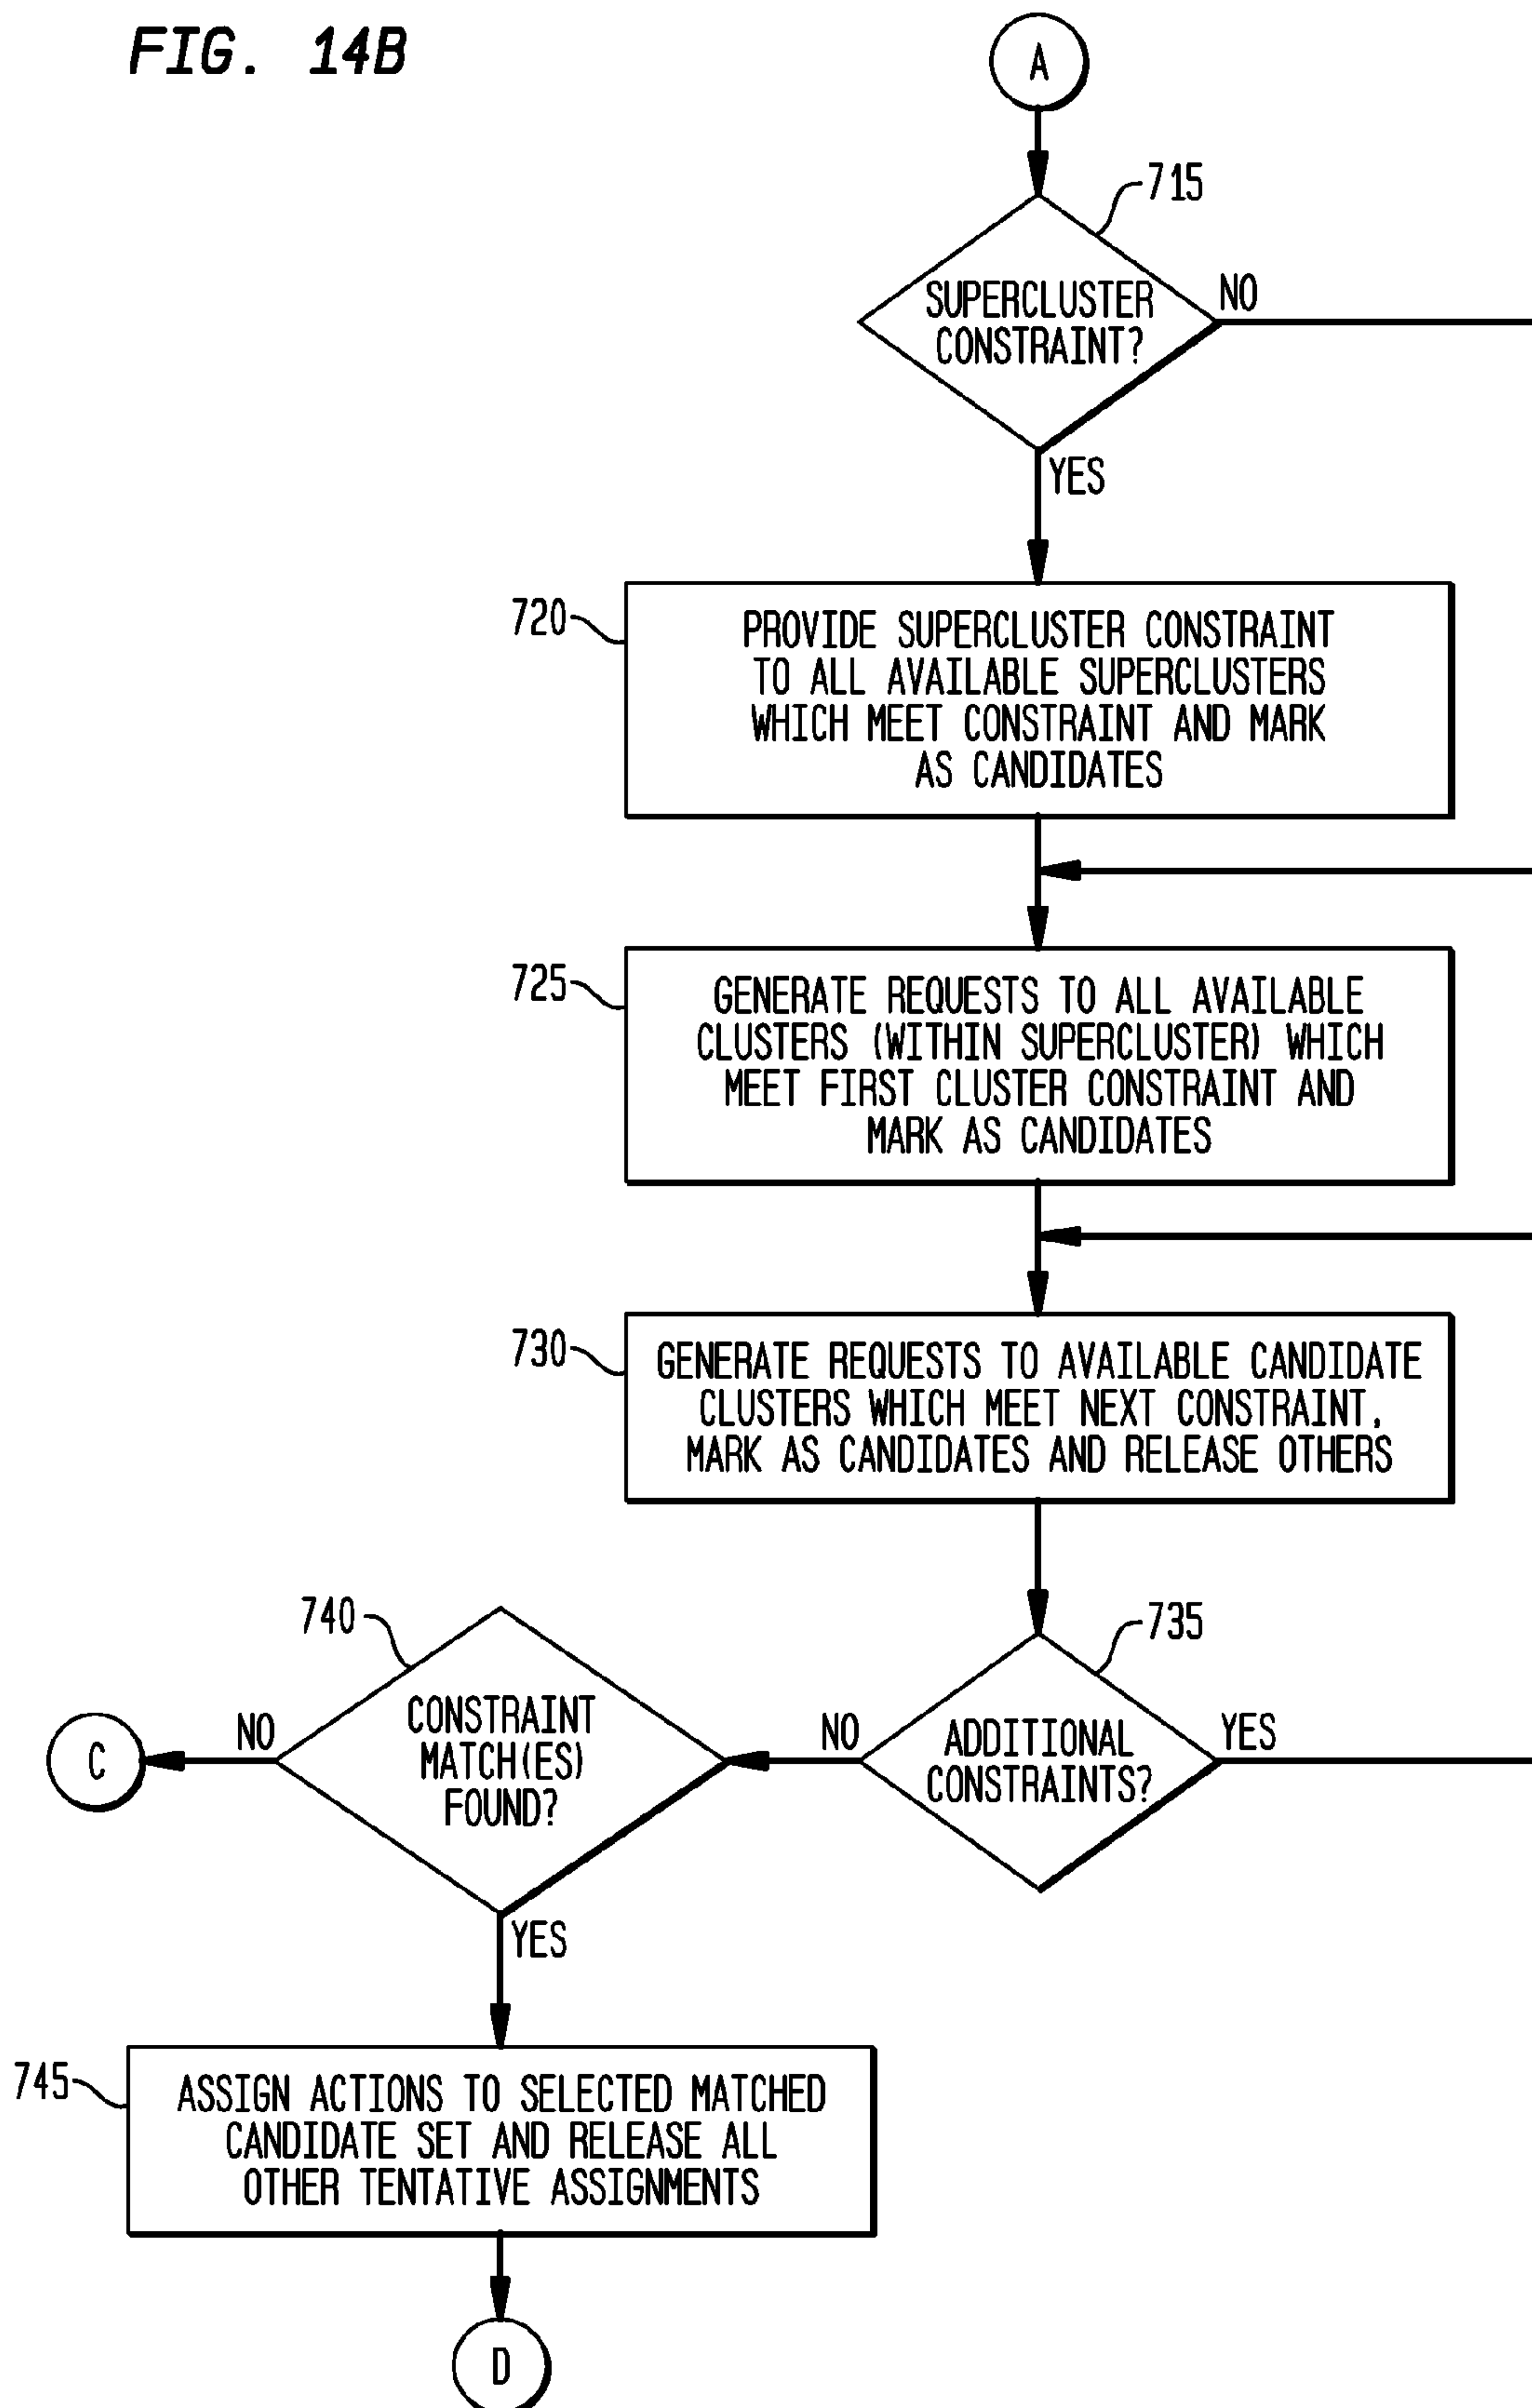 FIG. 14B
A
715
SUPERCLUSTER
CONSTRAINT?
NO
YES
720
PROVIDE SUPERCLUSTER CONSTRAINT
TO ALL AVAILABLE SUPERCLUSTERS
WHICH MEET CONSTRAINT AND MARK
AS CANDIDATES
725
GENERATE REQUESTS TO ALL AVAILABLE
CLUSTERS (WITHIN SUPERCLUSTER) WHICH
MEET FIRST CLUSTER CONSTRAINT AND
MARK AS CANDIDATES
730
GENERATE REQUESTS TO AVAILABLE CANDIDATE
CLUSTERS WHICH MEET NEXT CONSTRAINT,
MARK AS CANDIDATES AND RELEASE OTHERS
735
ADDITIONAL
CONSTRAINTS?
YES
NO
740
CONSTRAINT
MATCH(ES)
FOUND?
NO
C
YES
745
ASSIGN ACTIONS TO SELECTED MATCHED
CANDIDATE SET AND RELEASE ALL
OTHER TENTATIVE ASSIGNMENTS
D